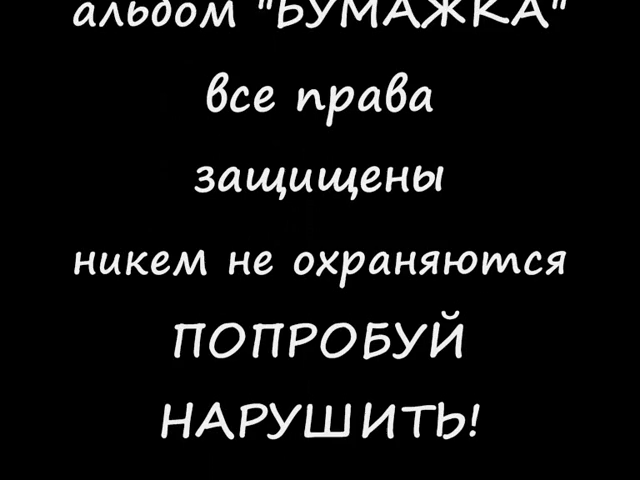 альбом "БУМАЖКА"
все права
защищены
никем не охраняются
ПОПРОБУЙ
НАРУШИТЬ!